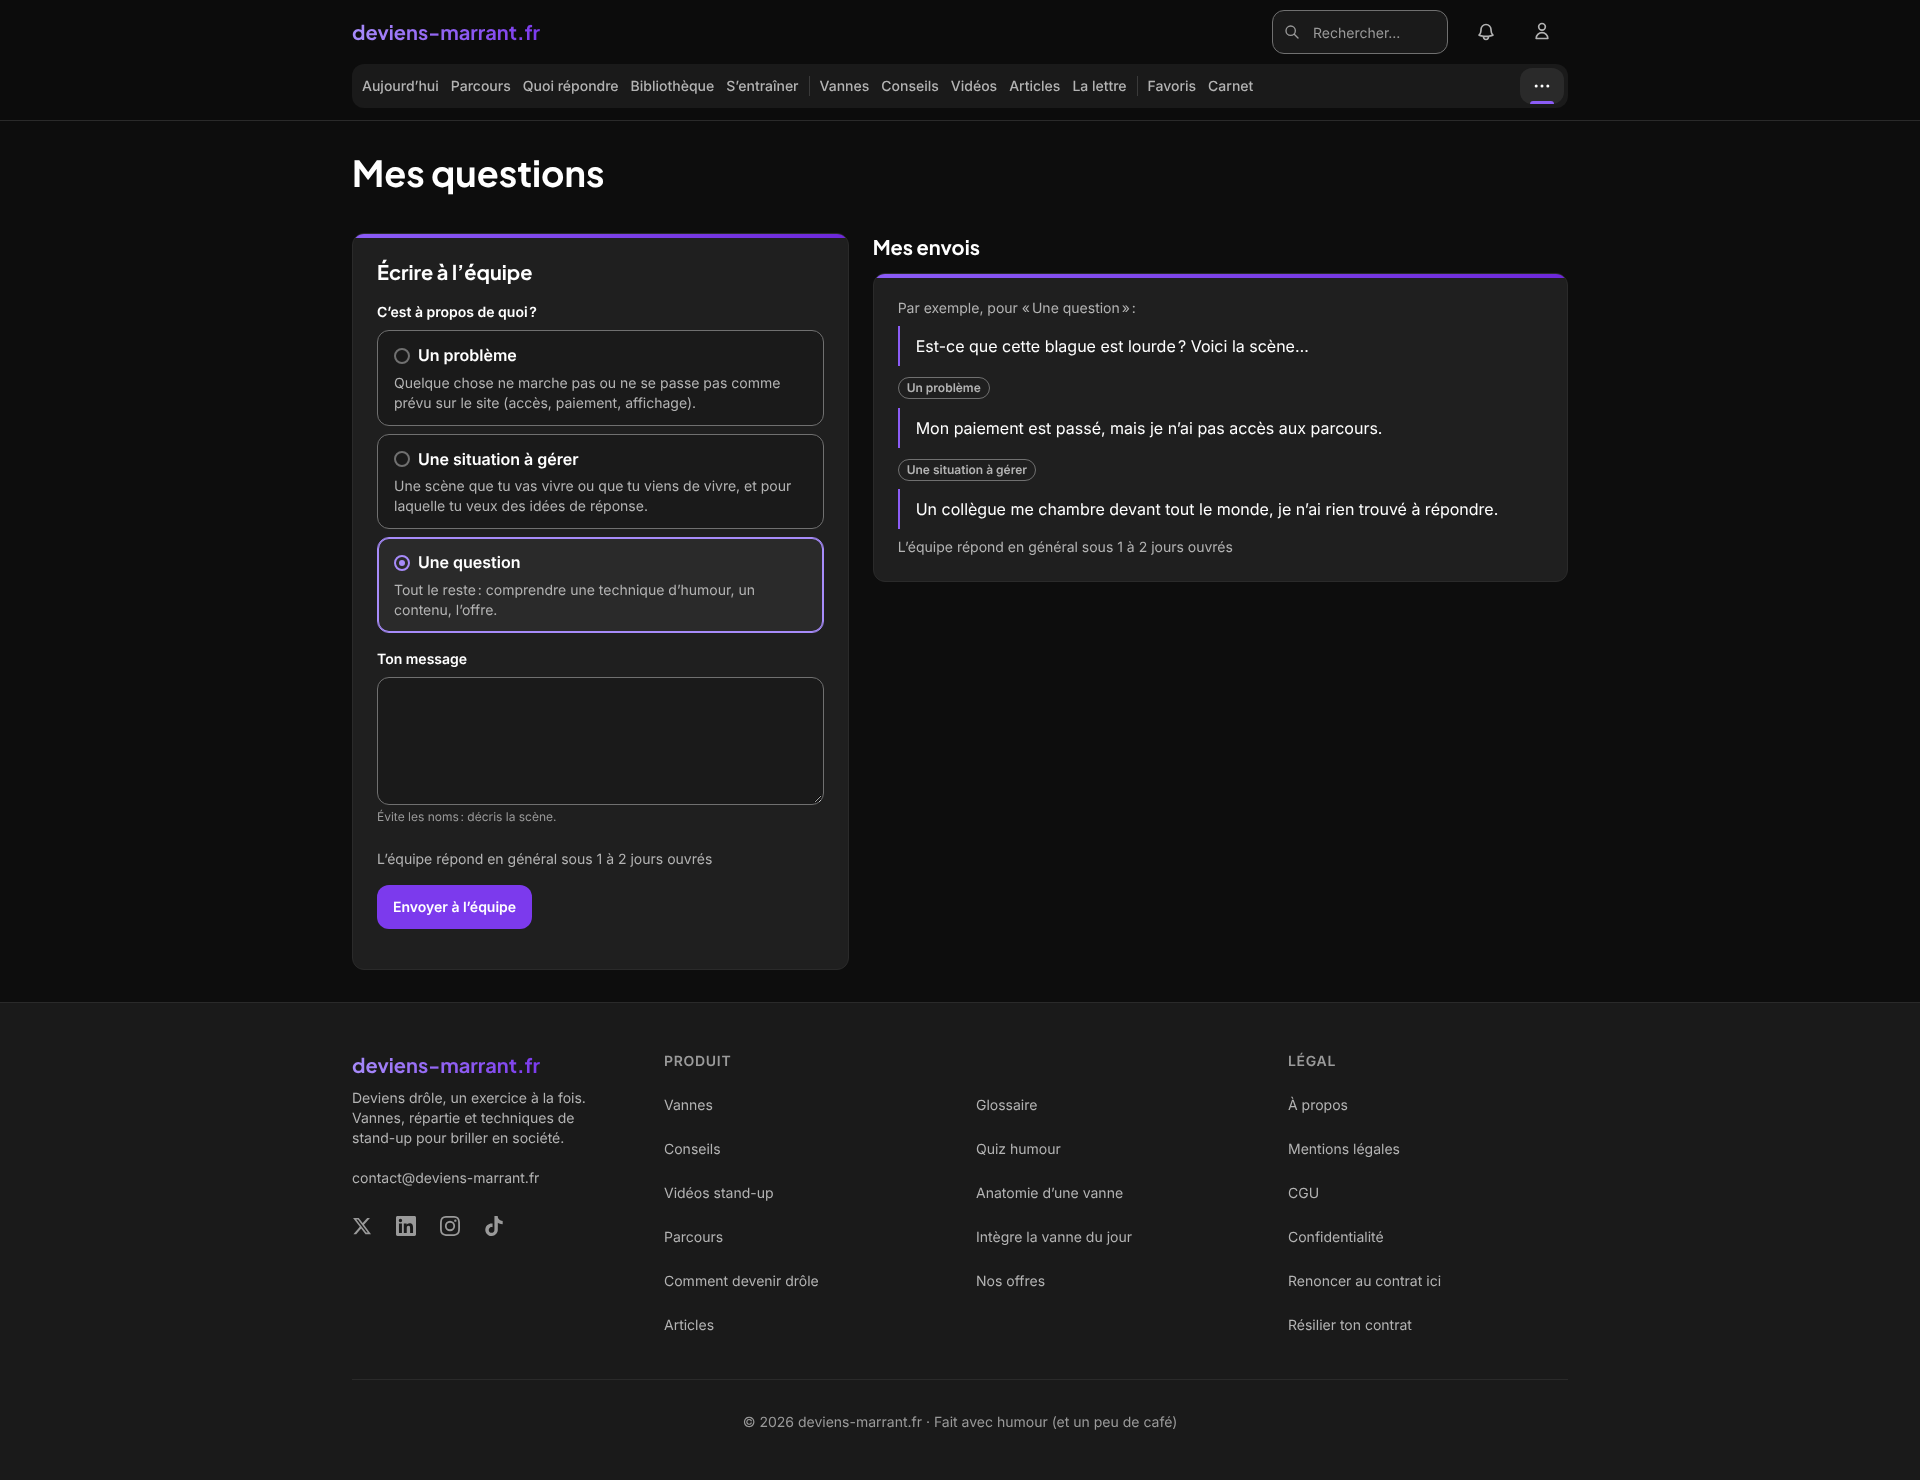 deviens-marrant.fr
Rechercher...
Aujourd’hui Parcours Quoi répondre Bibliothèque S’entraîner Vannes Conseils Vidéos Articles La lettre Favoris Carnet
Mes questions
Écrire à l’équipe
C’est à propos de quoi ?
Un problème
Quelque chose ne marche pas ou ne se passe pas comme
prévu sur le site (accès, paiement, affichage).
Une situation à gérer
Une scène que tu vas vivre ou que tu viens de vivre, et pour
laquelle tu veux des idées de réponse.
Une question
Tout le reste : comprendre une technique d’humour, un
contenu, l’offre.
Ton message
Évite les noms : décris la scène.
L’équipe répond en général sous 1 à 2 jours ouvrés
Envoyer à l’équipe
Mes envois
Par exemple, pour « Une question » :
Est-ce que cette blague est lourde ? Voici la scène…
Un problème
Mon paiement est passé, mais je n’ai pas accès aux parcours.
Une situation à gérer
Un collègue me chambre devant tout le monde, je n’ai rien trouvé à répondre.
L’équipe répond en général sous 1 à 2 jours ouvrés
deviens-marrant.fr
Deviens drôle, un exercice à la fois.
Vannes, répartie et techniques de
stand-up pour briller en société.
contact@deviens-marrant.fr
PRODUIT
Vannes
Conseils
Vidéos stand-up
Parcours
Comment devenir drôle
Articles
Glossaire
Quiz humour
Anatomie d’une vanne
Intègre la vanne du jour
Nos offres
LÉGAL
À propos
Mentions légales
CGU
Confidentialité
Renoncer au contrat ici
Résilier ton contrat
© 2026 deviens-marrant.fr · Fait avec humour (et un peu de café)